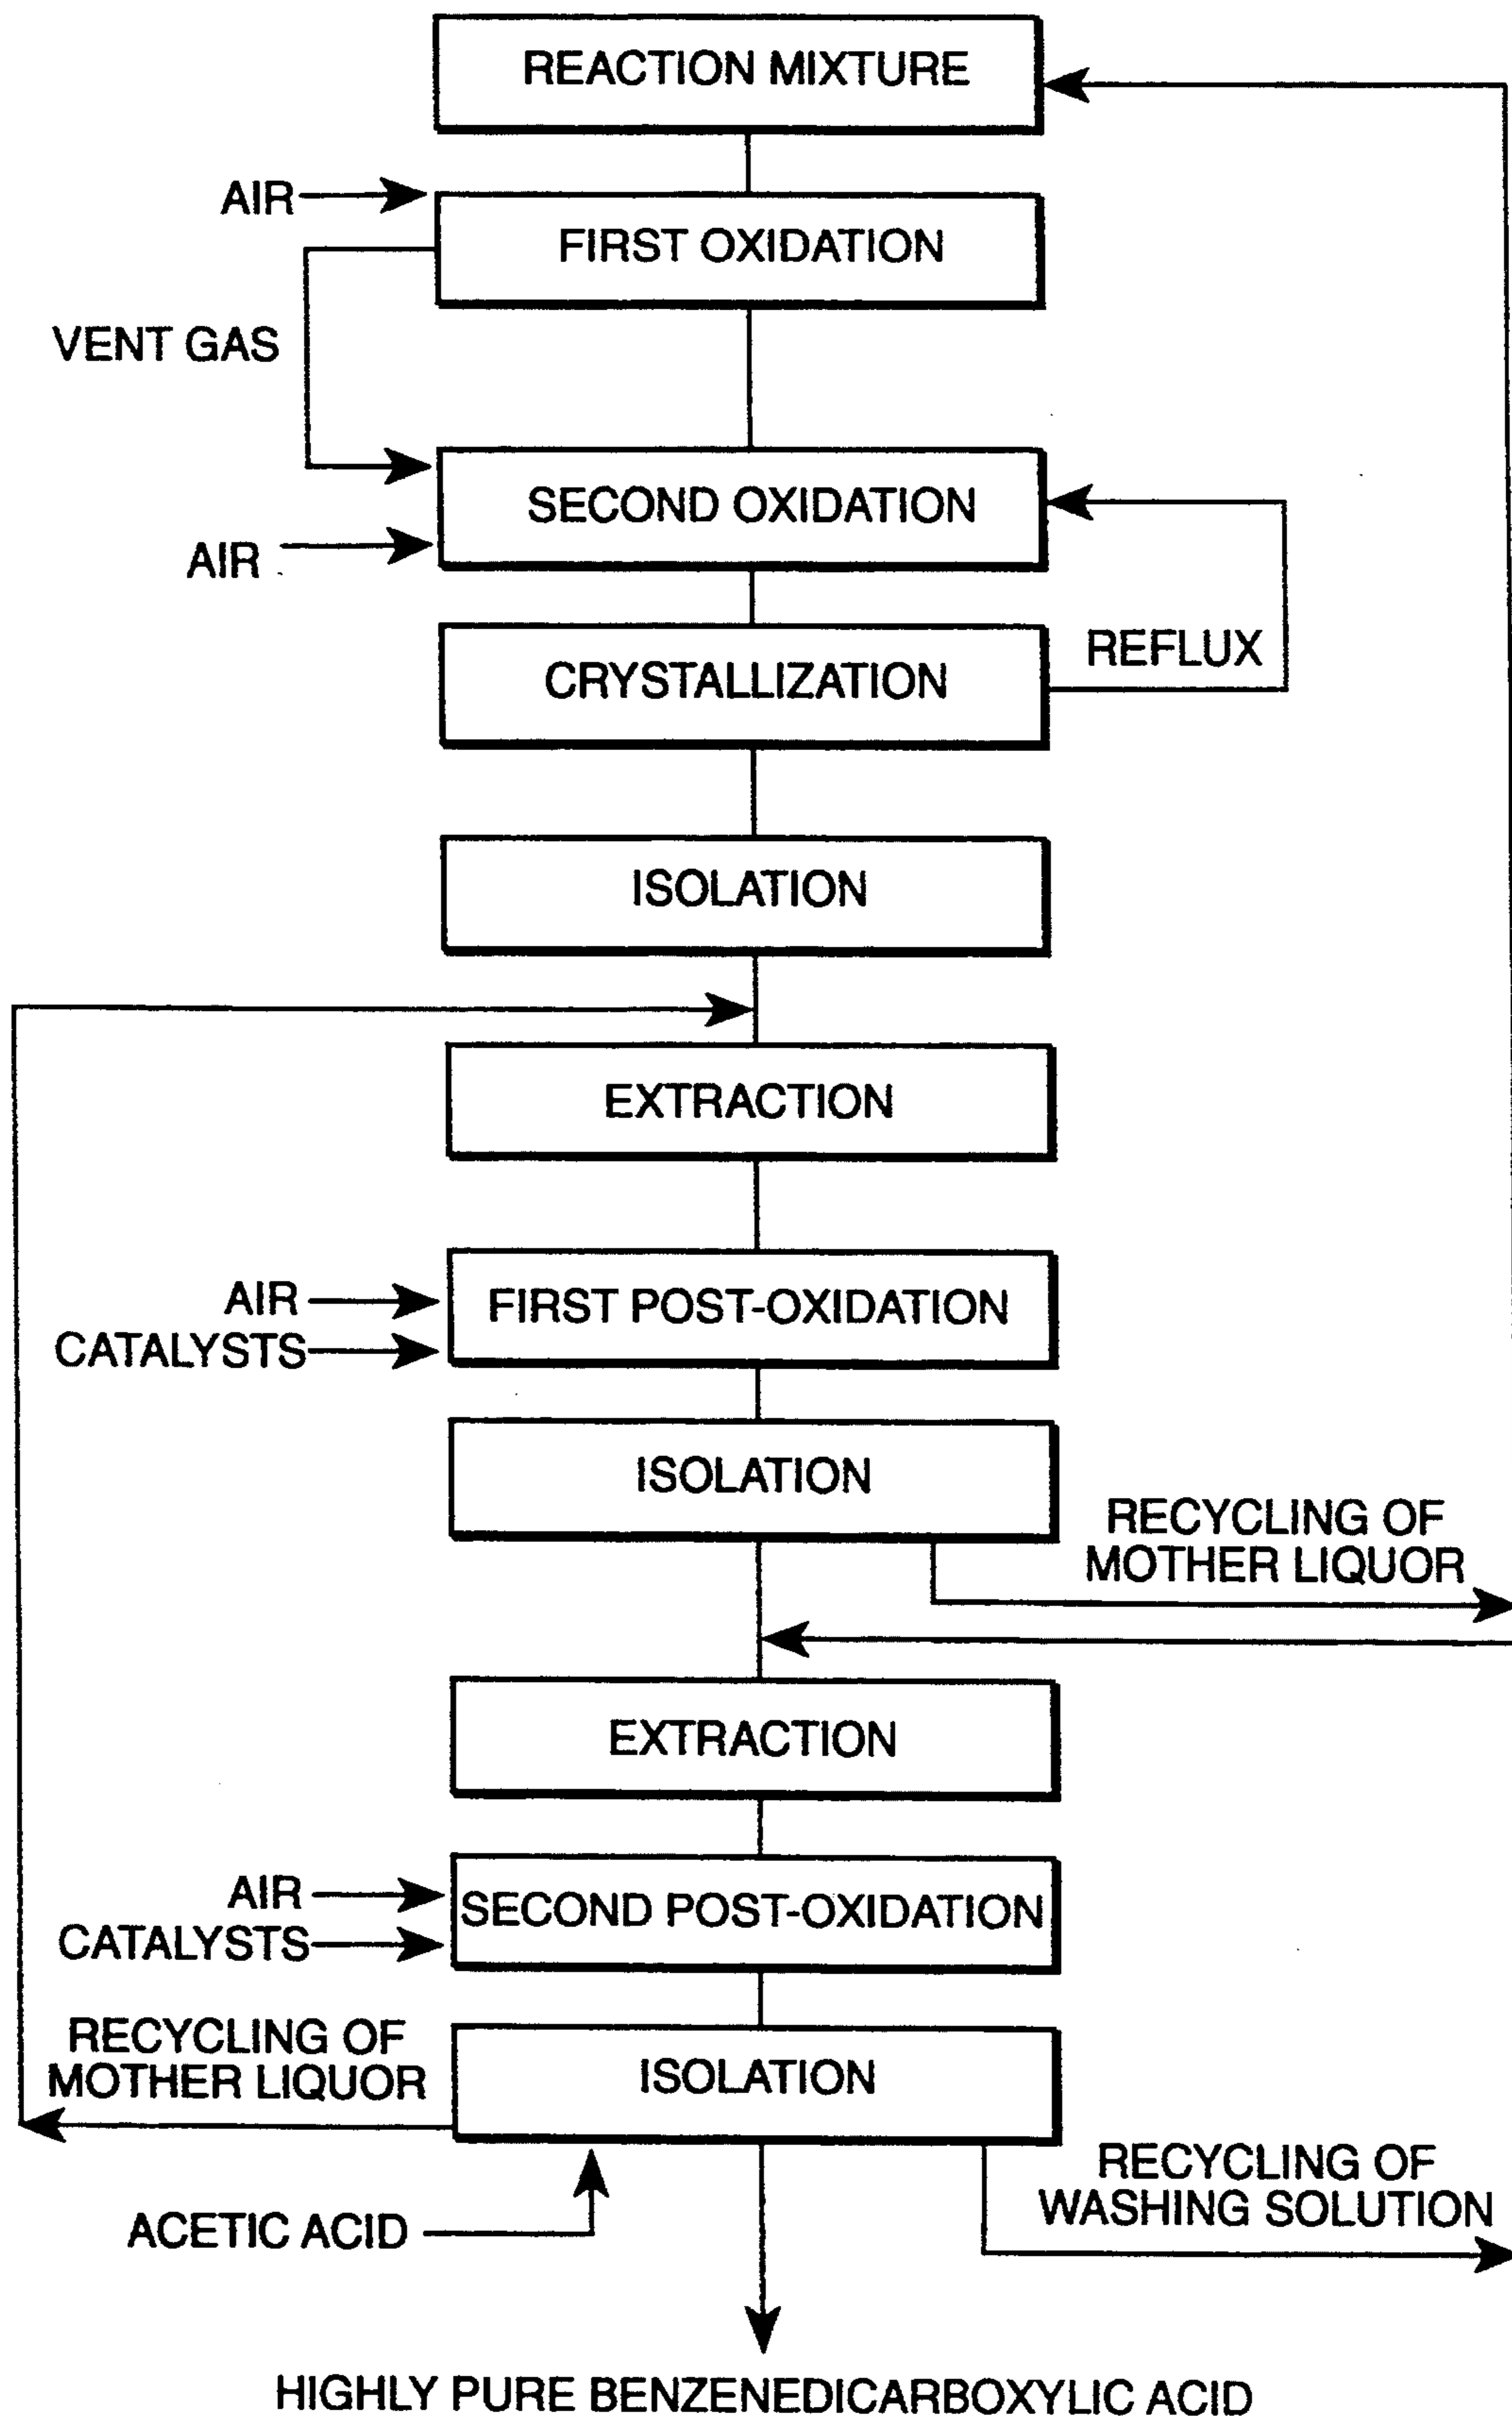 REACTION MIXTURE
AIR
FIRST OXIDATION
VENT GAS
SECOND OXIDATION
AIR
REFLUX
CRYSTALLIZATION
ISOLATION
EXTRACTION
AIR
FIRST POST-OXIDATION
CATALYSTS
ISOLATION
RECYCLING OF
MOTHER LIQUOR
EXTRACTION
AIR
SECOND POST-OXIDATION
CATALYSTS
RECYCLING OF
MOTHER LIQUOR
ISOLATION
RECYCLING OF
WASHING SOLUTION
ACETIC ACID
HIGHLY PURE BENZENEDICARBOXYLIC ACID